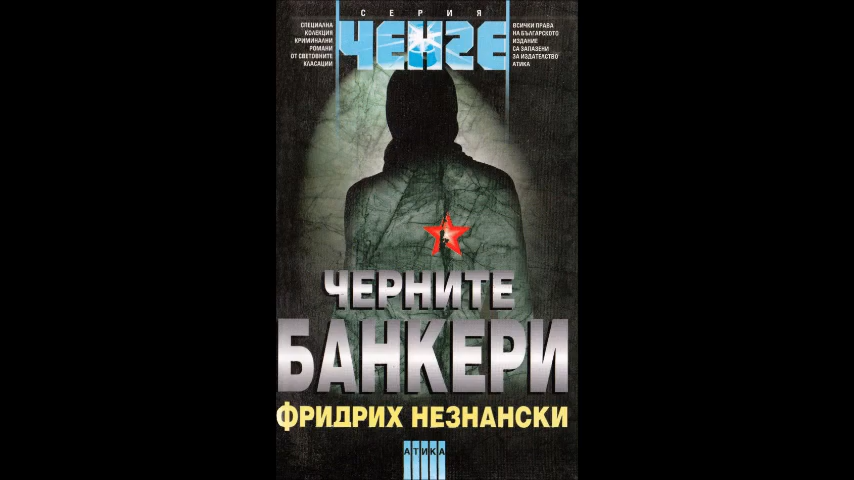 СЕРИЯ
ЧЕНГЕ
СПЕЦИАЛНА
КОЛЕКЦИЯ
КРИМИНАЛНИ
РОМАНИ
ОТ СВЕТОВНИТЕ
КЛАСАЦИИ
ВСИЧКИ ПРАВА
НА БЪЛГАРСКОТО
ИЗДАНИЕ
СА ЗАПАЗЕНИ
ЗА ИЗДАТЕЛСТВО
АТИКА
ЧЕРНИТЕ
БАНКЕРИ
ФРИДРИХ НЕЗНАНСКИ
АТИКА